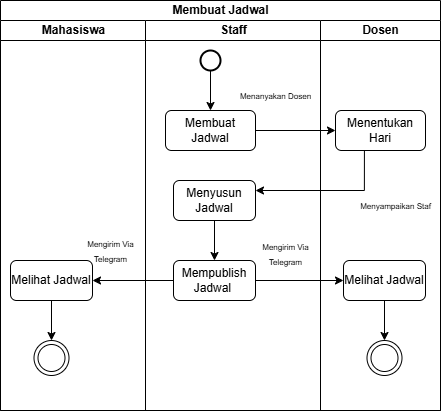 Membuat Jadwal
Mahasiswa
Staff
Dosen
Menanyakan Dosen
Membuat
Jadwal
Menentukan
Hari
Menyusun
Jadwal
Menyampaikan Staf
Mengirim Via
Telegram
Mengirim Via
Telegram
Melihat Jadwal
Mempublish
Jadwal
Melihat Jadwal